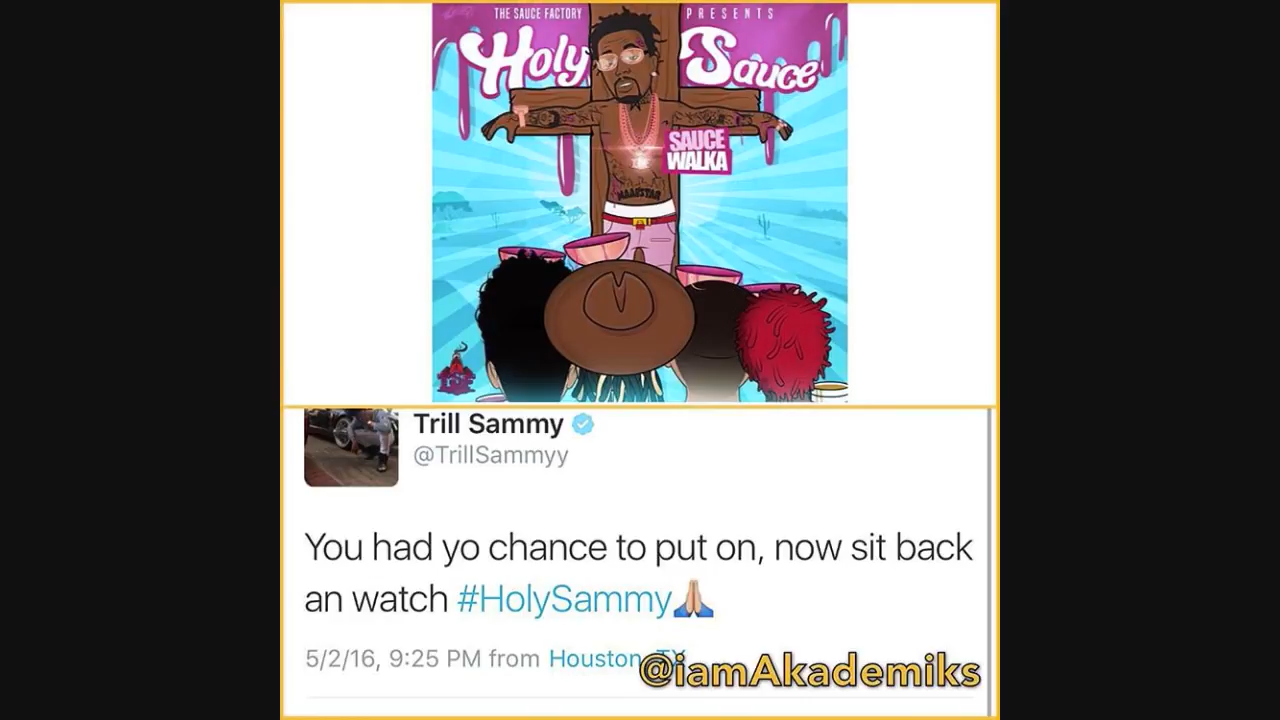 THE SAUCE FACTORY PRESENTS
Holy Sauce
SAUCE
WALKA
Trill Sammy
@TrillSammyy
You had yo chance to put on, now sit back
an watch #HolySammy🙏
5/2/16, 9:25 PM from Houston, TX
@iamAkademiks